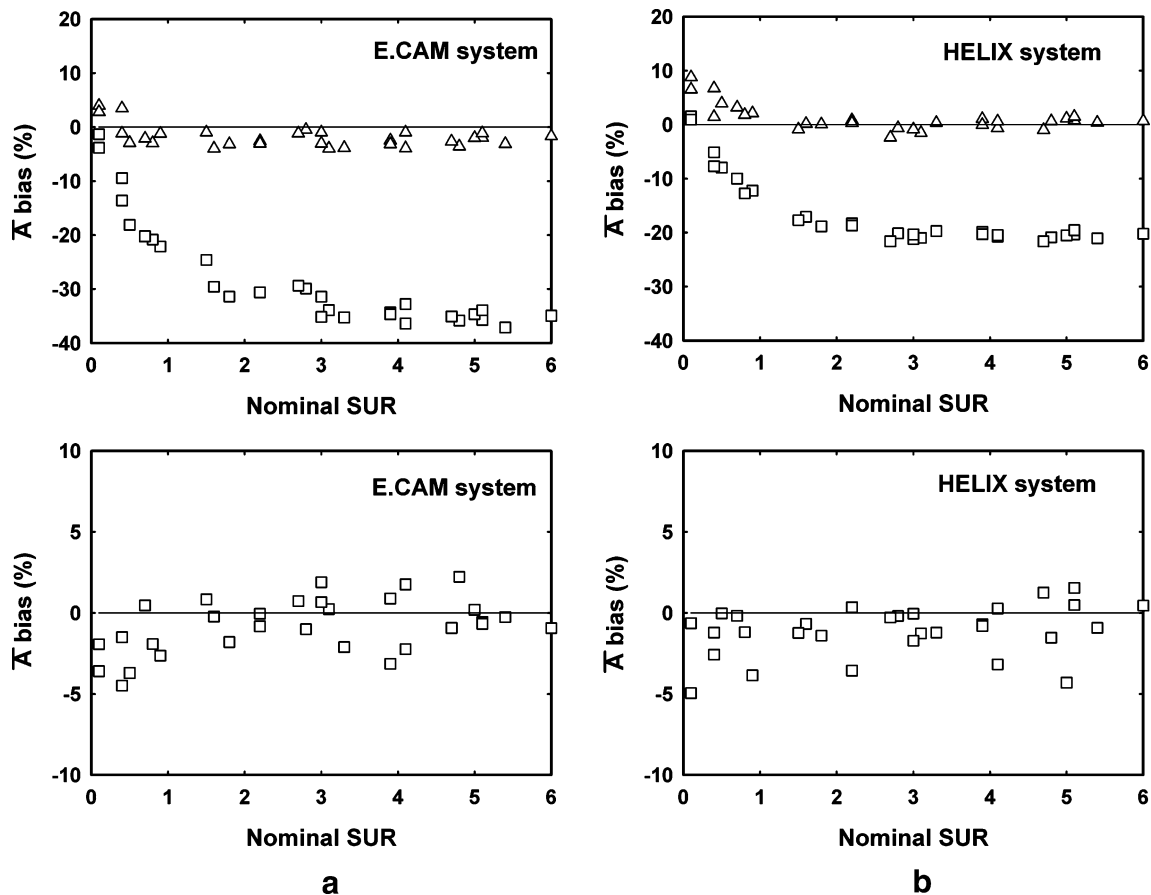 E.CAM system
20
10
0
-10
-20
-30
-40
A̅ bias (%)
0 1 2 3 4 5 6
Nominal SUR
HELIX system
20
10
0
-10
-20
-30
-40
A̅ bias (%)
0 1 2 3 4 5 6
Nominal SUR
E.CAM system
10
5
0
-5
-10
A̅ bias (%)
0 1 2 3 4 5 6
Nominal SUR
a
HELIX system
10
5
0
-5
-10
A̅ bias (%)
0 1 2 3 4 5 6
Nominal SUR
b